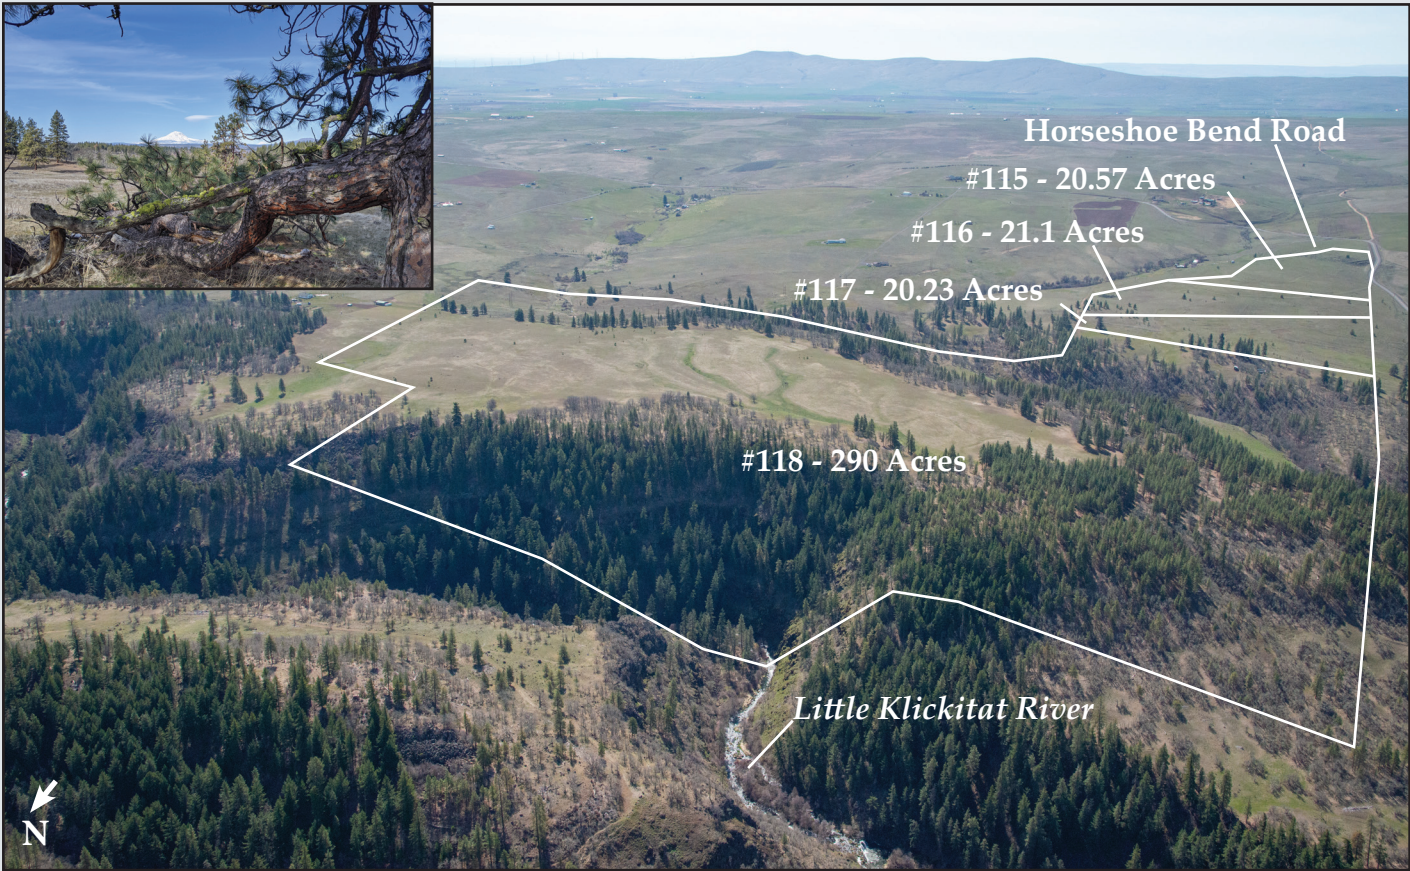 Horseshoe Bend Road
#115 - 20.57 Acres
#116 - 21.1 Acres
#117 - 20.23 Acres
#118 - 290 Acres
Little Klickitat River
N